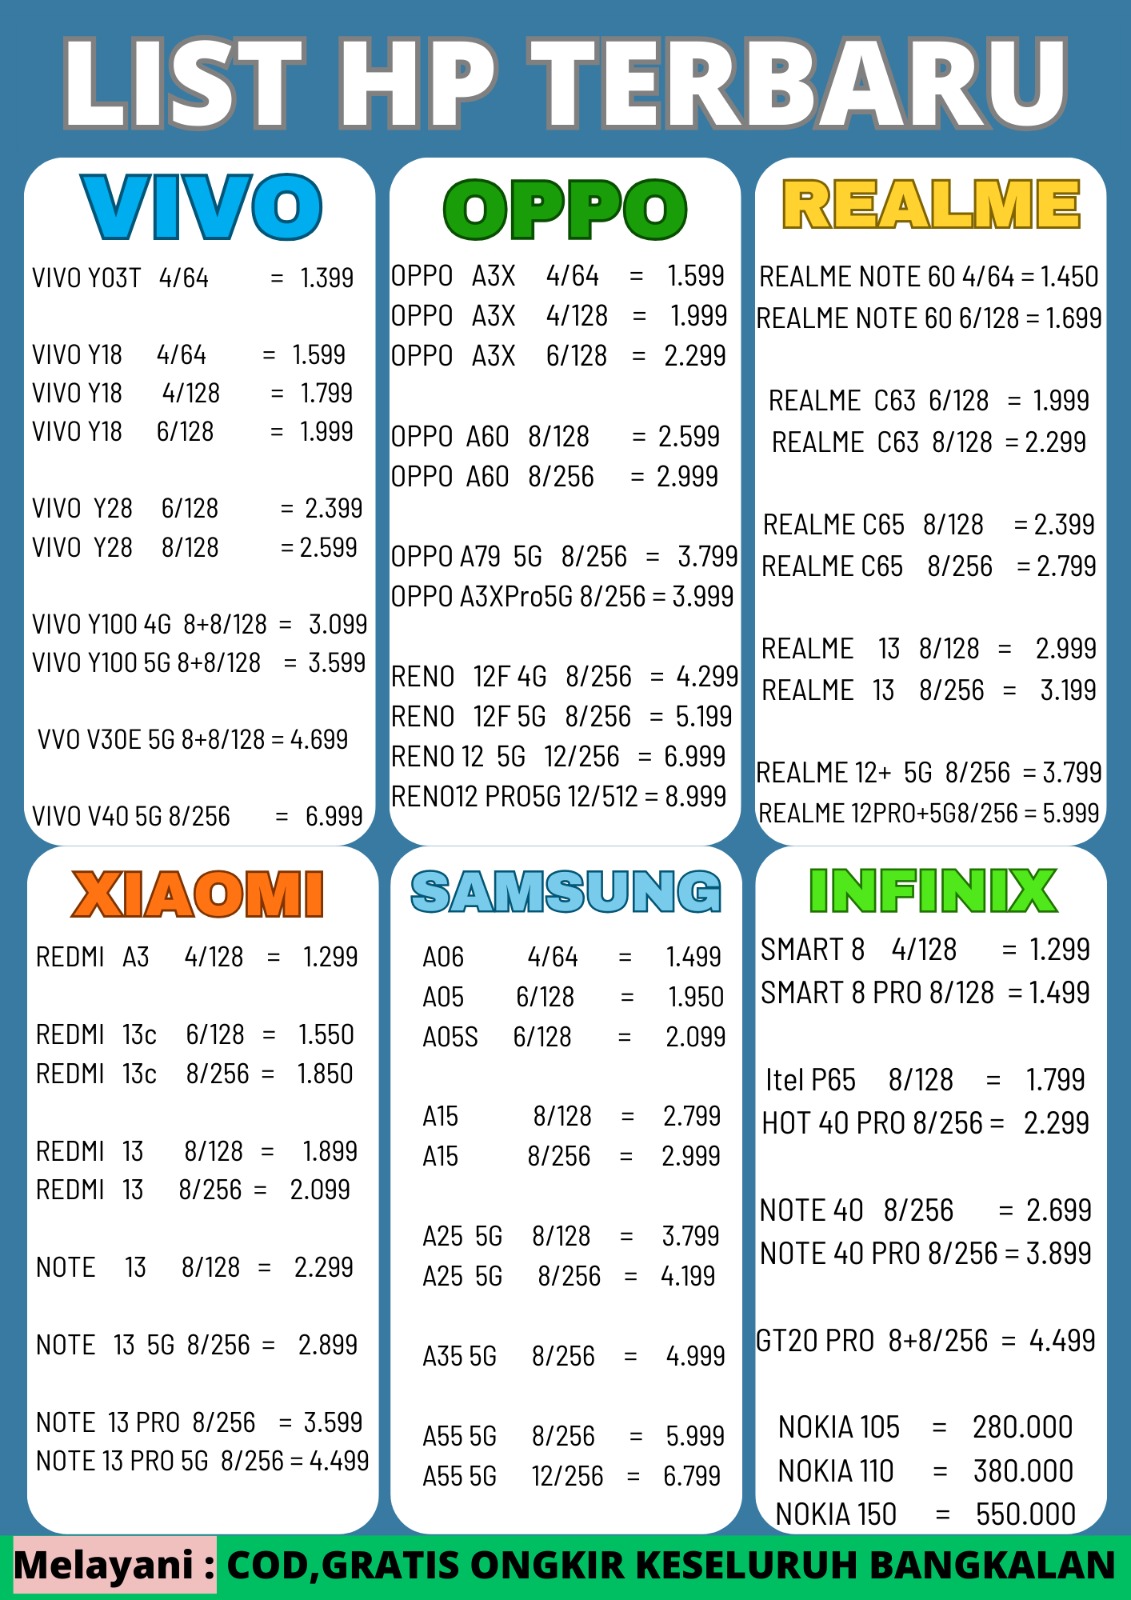 LIST HP TERBARU
VIVO
VIVO Y03T 4/64 = 1.399
VIVO Y18 4/64 = 1.599
VIVO Y18 4/128 = 1.799
VIVO Y18 6/128 = 1.999
VIVO Y28 6/128 = 2.399
VIVO Y28 8/128 = 2.599
VIVO Y100 4G 8+8/128 = 3.099
VIVO Y100 5G 8+8/128 = 3.599
VVO V30E 5G 8+8/128 = 4.699
VIVO V40 5G 8/256 = 6.999
OPPO
OPPO A3X 4/64 = 1.599
OPPO A3X 4/128 = 1.999
OPPO A3X 6/128 = 2.299
OPPO A60 8/128 = 2.599
OPPO A60 8/256 = 2.999
OPPO A79 5G 8/256 = 3.799
OPPO A3XPro5G 8/256 = 3.999
RENO 12F 4G 8/256 = 4.299
RENO 12F 5G 8/256 = 5.199
RENO 12 5G 12/256 = 6.999
RENO12 PRO5G 12/512 = 8.999
REALME
REALME NOTE 60 4/64 = 1.450
REALME NOTE 60 6/128 = 1.699
REALME C63 6/128 = 1.999
REALME C63 8/128 = 2.299
REALME C65 8/128 = 2.399
REALME C65 8/256 = 2.799
REALME 13 8/128 = 2.999
REALME 13 8/256 = 3.199
REALME 12+ 5G 8/256 = 3.799
REALME 12PRO+5G8/256 = 5.999
XIAOMI
REDMI A3 4/128 = 1.299
REDMI 13c 6/128 = 1.550
REDMI 13c 8/256 = 1.850
REDMI 13 8/128 = 1.899
REDMI 13 8/256 = 2.099
NOTE 13 8/128 = 2.299
NOTE 13 5G 8/256 = 2.899
NOTE 13 PRO 8/256 = 3.599
NOTE 13 PRO 5G 8/256 = 4.499
SAMSUNG
A06 4/64 = 1.499
A05 6/128 = 1.950
A05S 6/128 = 2.099
A15 8/128 = 2.799
A15 8/256 = 2.999
A25 5G 8/128 = 3.799
A25 5G 8/256 = 4.199
A35 5G 8/256 = 4.999
A55 5G 8/256 = 5.999
A55 5G 12/256 = 6.799
INFINIX
SMART 8 4/128 = 1.299
SMART 8 PRO 8/128 = 1.499
Itel P65 8/128 = 1.799
HOT 40 PRO 8/256 = 2.299
NOTE 40 8/256 = 2.699
NOTE 40 PRO 8/256 = 3.899
GT20 PRO 8+8/256 = 4.499
NOKIA 105 = 280.000
NOKIA 110 = 380.000
NOKIA 150 = 550.000
Melayani : COD,GRATIS ONGKIR KESELURUH BANGKALAN